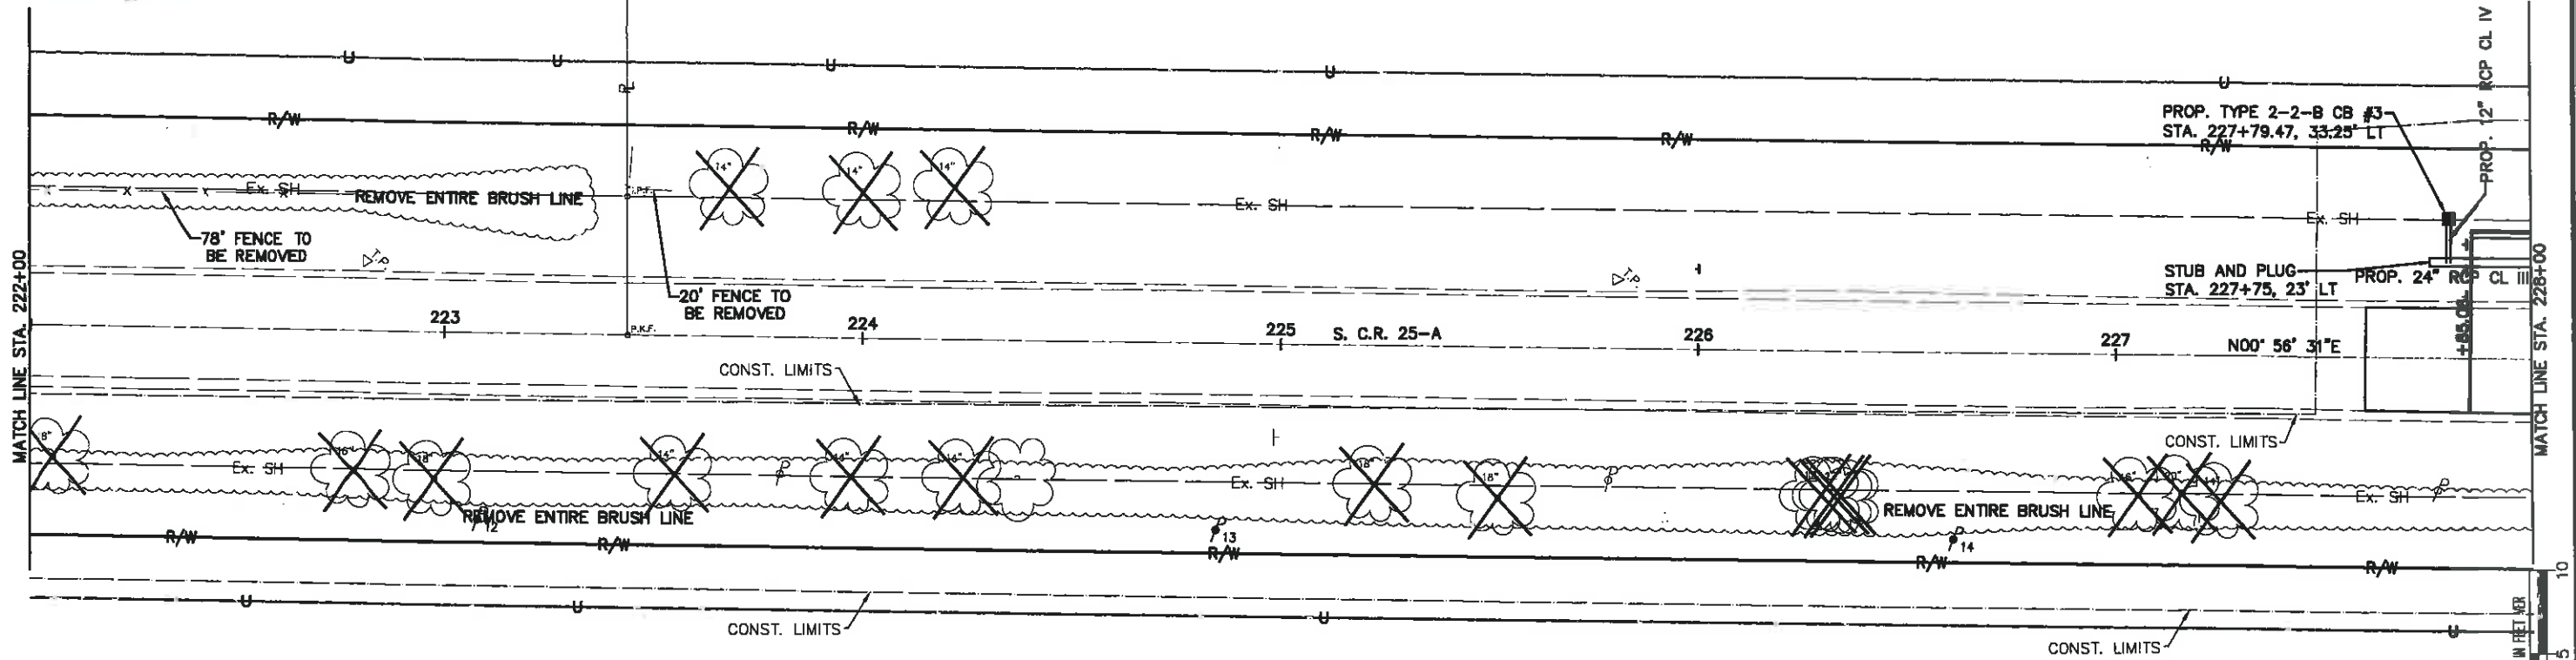 U U U U U
PL
R/W R/W R/W R/W R/W
PROP. TYPE 2-2-B CB #3
STA. 227+79.47, 33.25' LT
PROP. 12" RCP CL IV
14" 14" 14"
Ex. SH
REMOVE ENTIRE BRUSH LINE
I.P.F.
Ex. SH
Ex. SH
78' FENCE TO
BE REMOVED
20' FENCE TO
BE REMOVED
STUB AND PLUG
STA. 227+75, 23' LT
PROP. 24" RCP CL III
MATCH LINE STA. 222+00
MATCH LINE STA. 228+00
223
P.K.F.
224
225
S. C.R. 25-A
226
227
N00° 56' 31"E
CONST. LIMITS
CONST. LIMITS
8" 16" 18" 14" 18" 18"
Ex. SH
Ex. SH
Ex. SH
REMOVE ENTIRE BRUSH LINE
REMOVE ENTIRE BRUSH LINE
12
13
14
R/W R/W R/W R/W R/W
U U U U
CONST. LIMITS
CONST. LIMITS
10
5